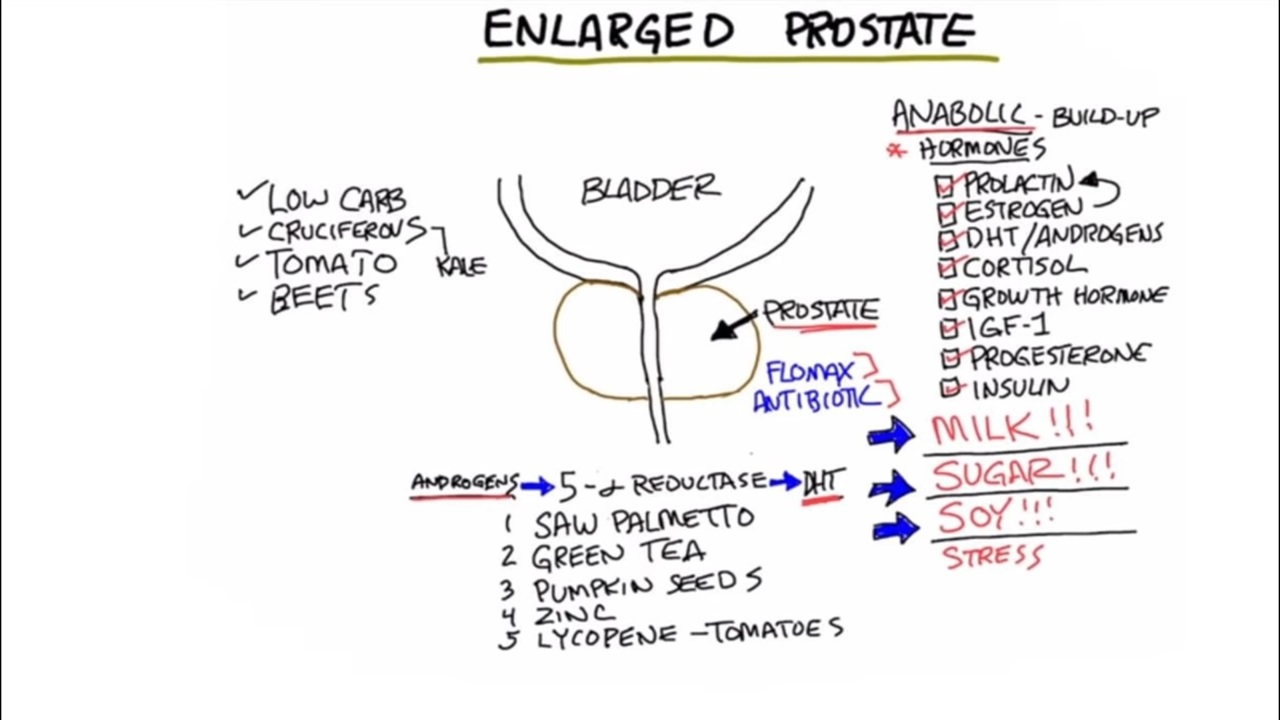 ENLARGED PROSTATE
✓ LOW CARB
✓ CRUCIFEROUS
KALE
✓ TOMATO
✓ BEETS
BLADDER
PROSTATE
FLOMAX
ANTIBIOTIC
ANABOLIC - BUILD-UP
* HORMONES
☑ PROLACTIN
☑ ESTROGEN
☑ DHT/ANDROGENS
☑ CORTISOL
☑ GROWTH HORMONE
☑ IGF-1
☑ PROGESTERONE
☑ INSULIN
MILK!!!
SUGAR!!!
SOY!!!
STRESS
ANDROGENS → 5-α REDUCTASE → DHT
1 SAW PALMETTO
2 GREEN TEA
3 PUMPKIN SEEDS
4 ZINC
5 LYCOPENE - TOMATOES